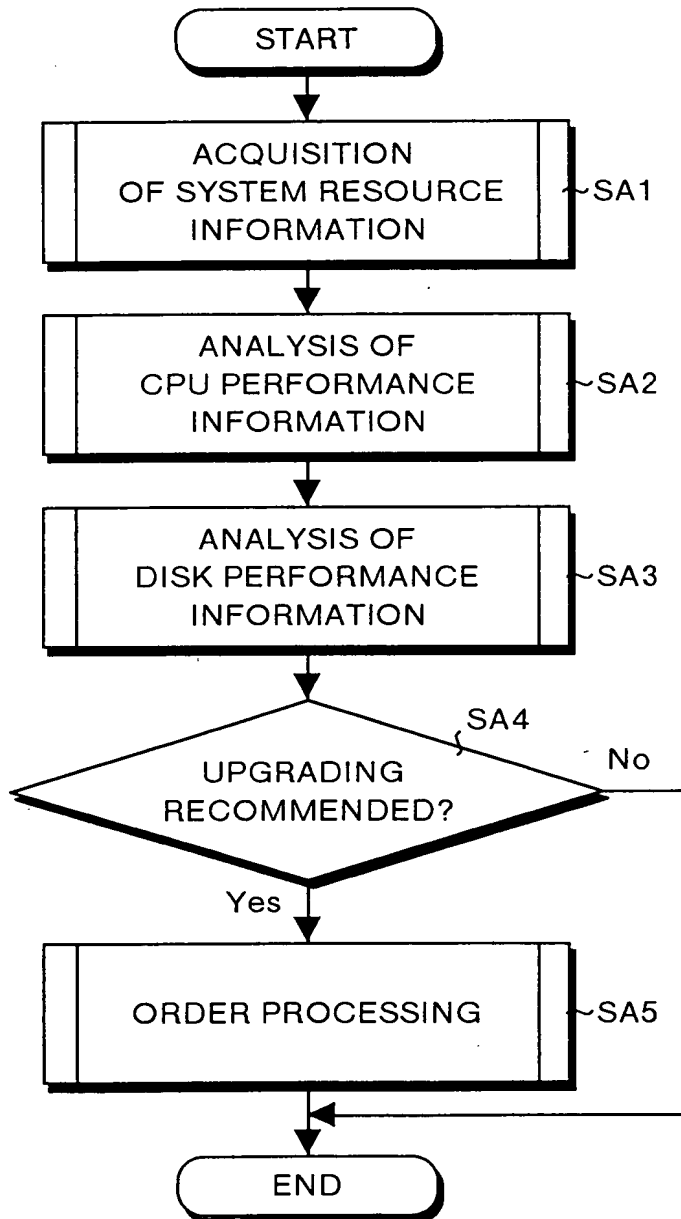 START
ACQUISITION
OF SYSTEM RESOURCE
INFORMATION
SA1
ANALYSIS OF
CPU PERFORMANCE
INFORMATION
SA2
ANALYSIS OF
DISK PERFORMANCE
INFORMATION
SA3
SA4
UPGRADING
RECOMMENDED?
No
Yes
ORDER PROCESSING
SA5
END